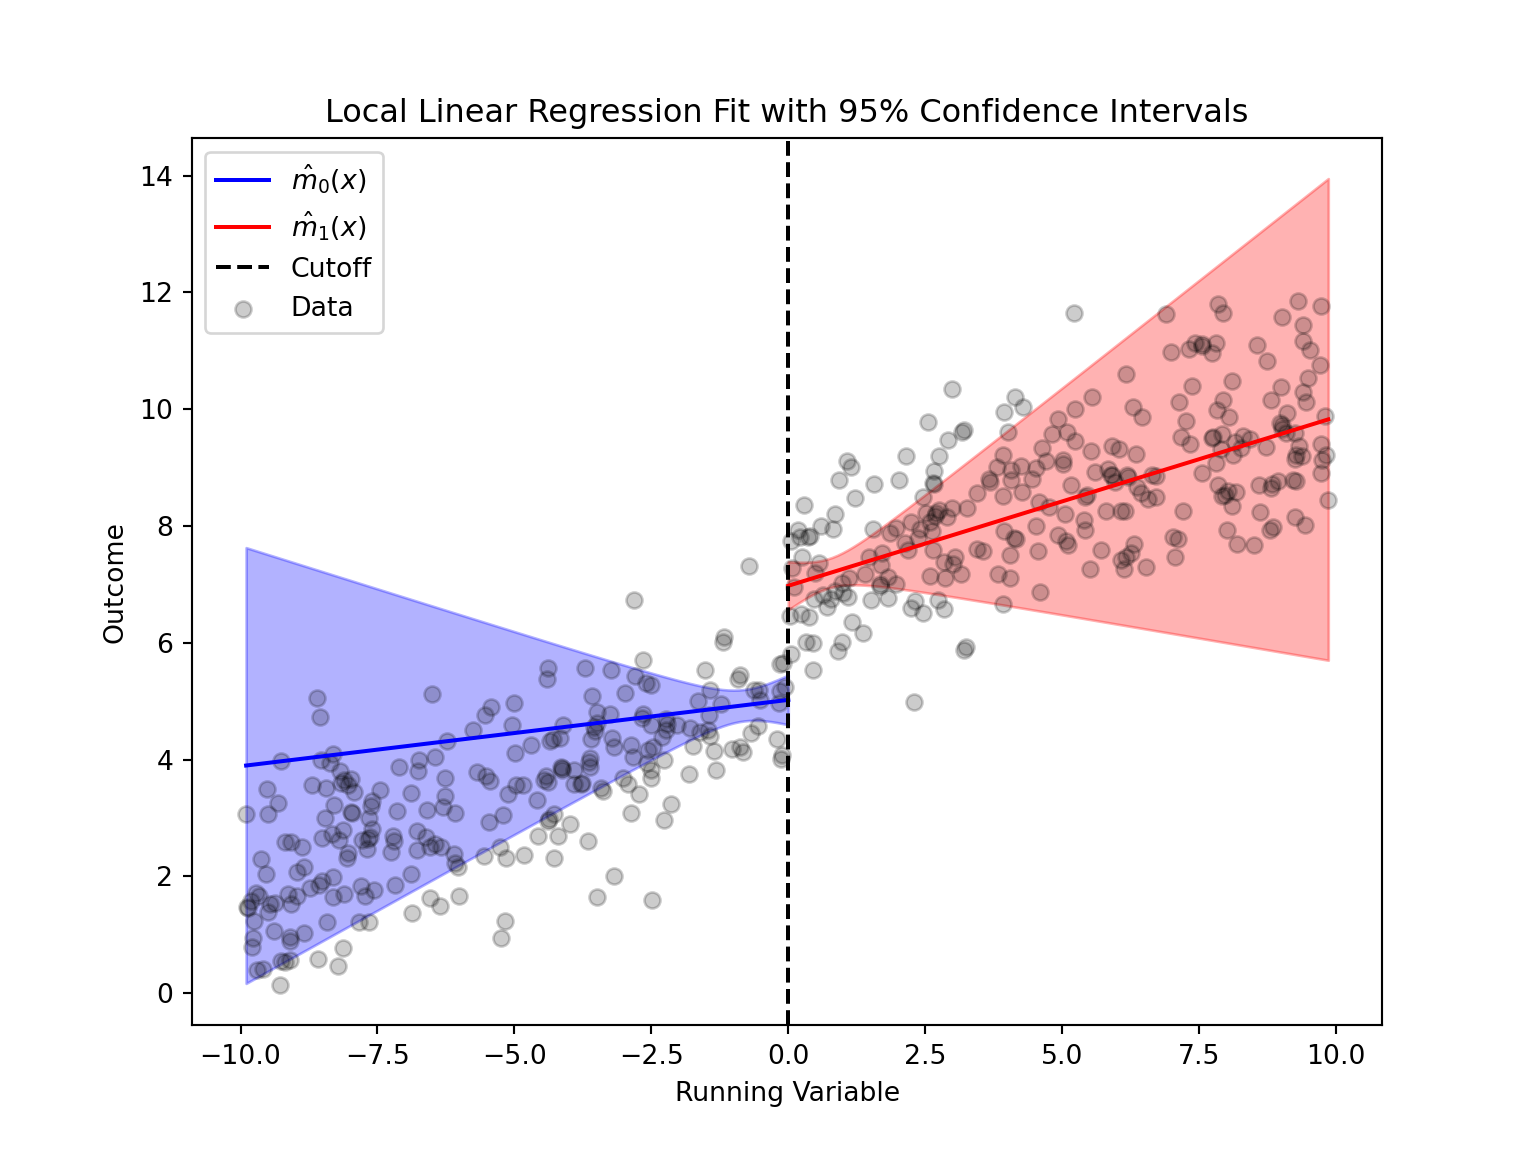 Local Linear Regression Fit with 95% Confidence Intervals
m̂₀(x)
m̂₁(x)
Cutoff
Data
Outcome
14
12
10
8
6
4
2
0
−10.0 −7.5 −5.0 −2.5 0.0 2.5 5.0 7.5 10.0
Running Variable